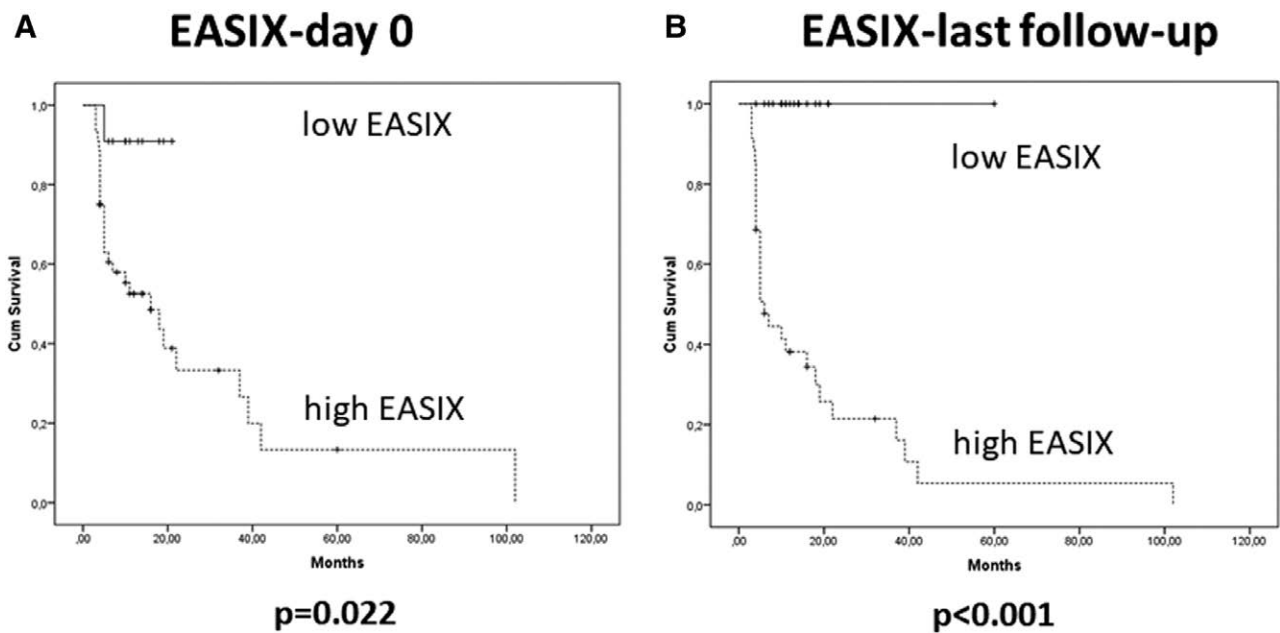 A
EASIX-day 0
1,0
0,8
0,6
0,4
0,2
0,0
Cum Survival
low EASIX
high EASIX
,00
20,00
40,00
60,00
80,00
100,00
120,00
Months
p=0.022
B
EASIX-last follow-up
1,0
0,8
0,6
0,4
0,2
0,0
Cum Survival
low EASIX
high EASIX
,00
20,00
40,00
60,00
80,00
100,00
120,00
Months
p<0.001